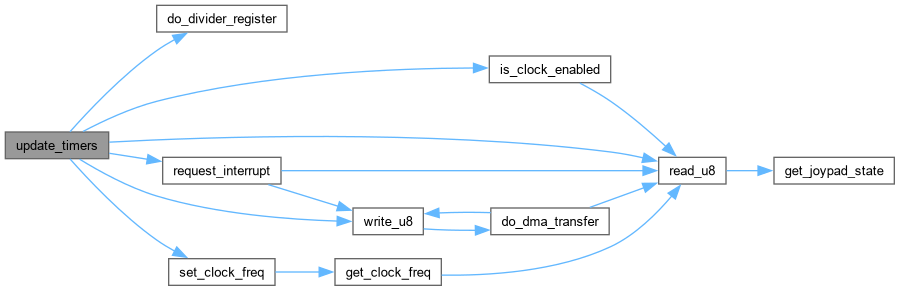 do_divider_register
is_clock_enabled
update_timers
request_interrupt
read_u8
get_joypad_state
write_u8
do_dma_transfer
set_clock_freq
get_clock_freq